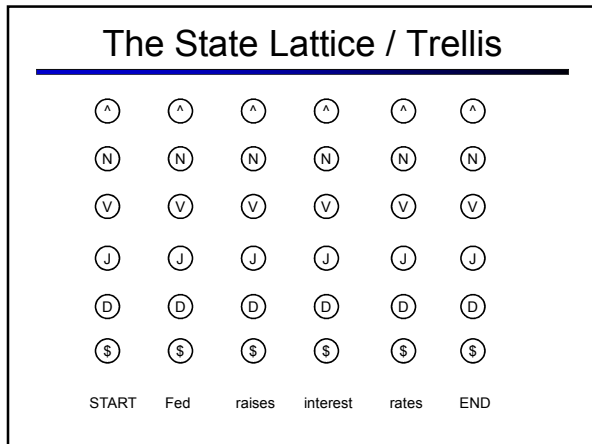 The State Lattice / Trellis
^ ^ ^ ^ ^ ^
N N N N N N
V V V V V V
J J J J J J
D D D D D D
$ $ $ $ $ $
START Fed raises interest rates END